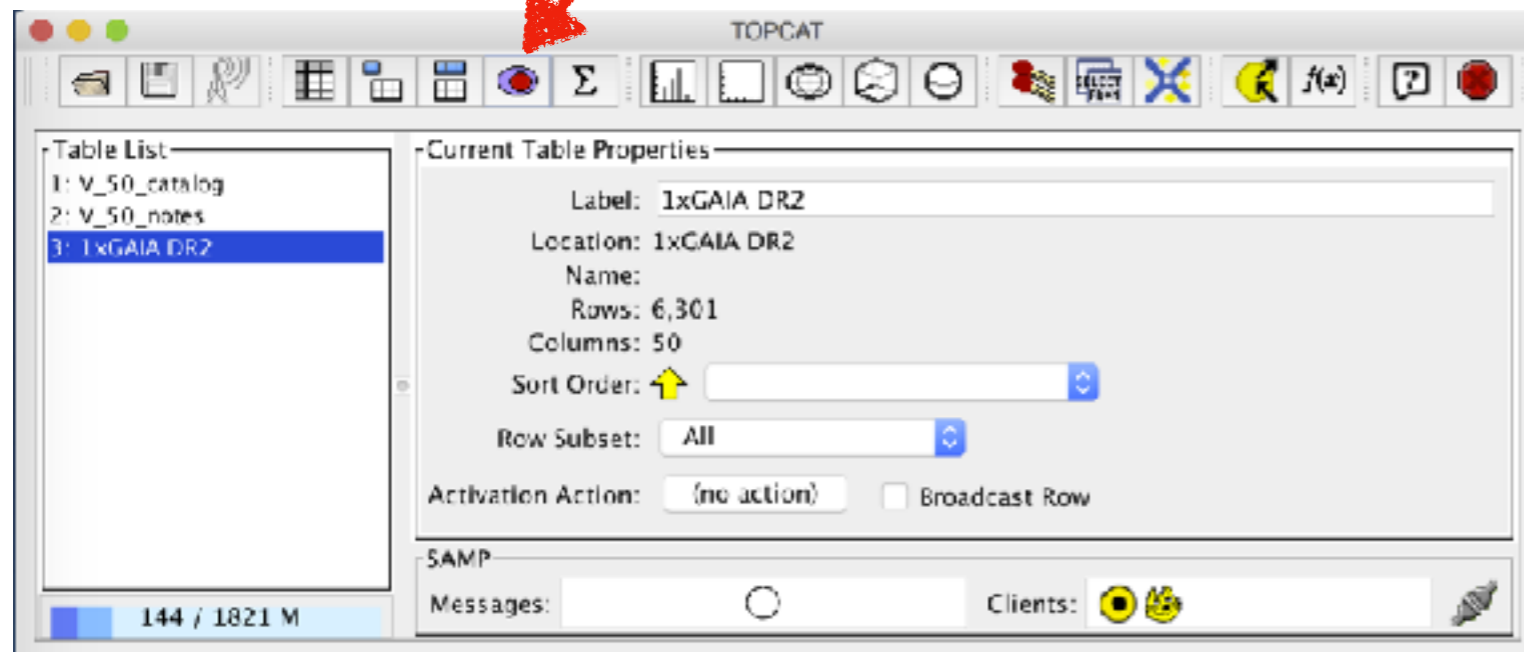 TOPCAT
Σ
SELECT
f(x)
?
Table List
1: V_50_catalog
2: V_50_notes
3: 1xGAIA DR2
144 / 1821 M
Current Table Properties
Label: 1xGAIA DR2
Location: 1xGAIA DR2
Name:
Rows: 6,301
Columns: 50
Sort Order:
Row Subset: All
Activation Action: (no action) Broadcast Row
SAMP
Messages: Clients: